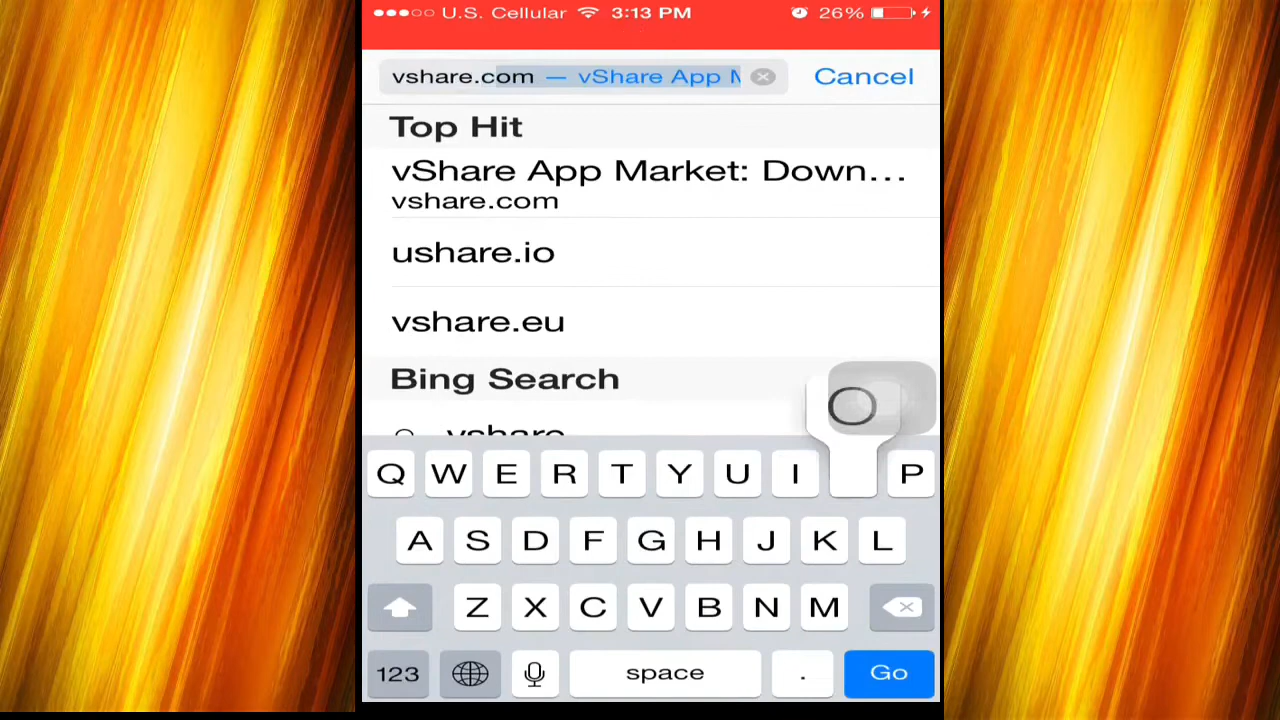 U.S. Cellular 3:13 PM 26%
vshare.com — vShare App Cancel
Top Hit
vShare App Market: Down...
vshare.com
ushare.io
vshare.eu
Bing Search
vshare
O
Q W E R T Y U I P
A S D F G H J K L
Z X C V B N M
123 space . Go